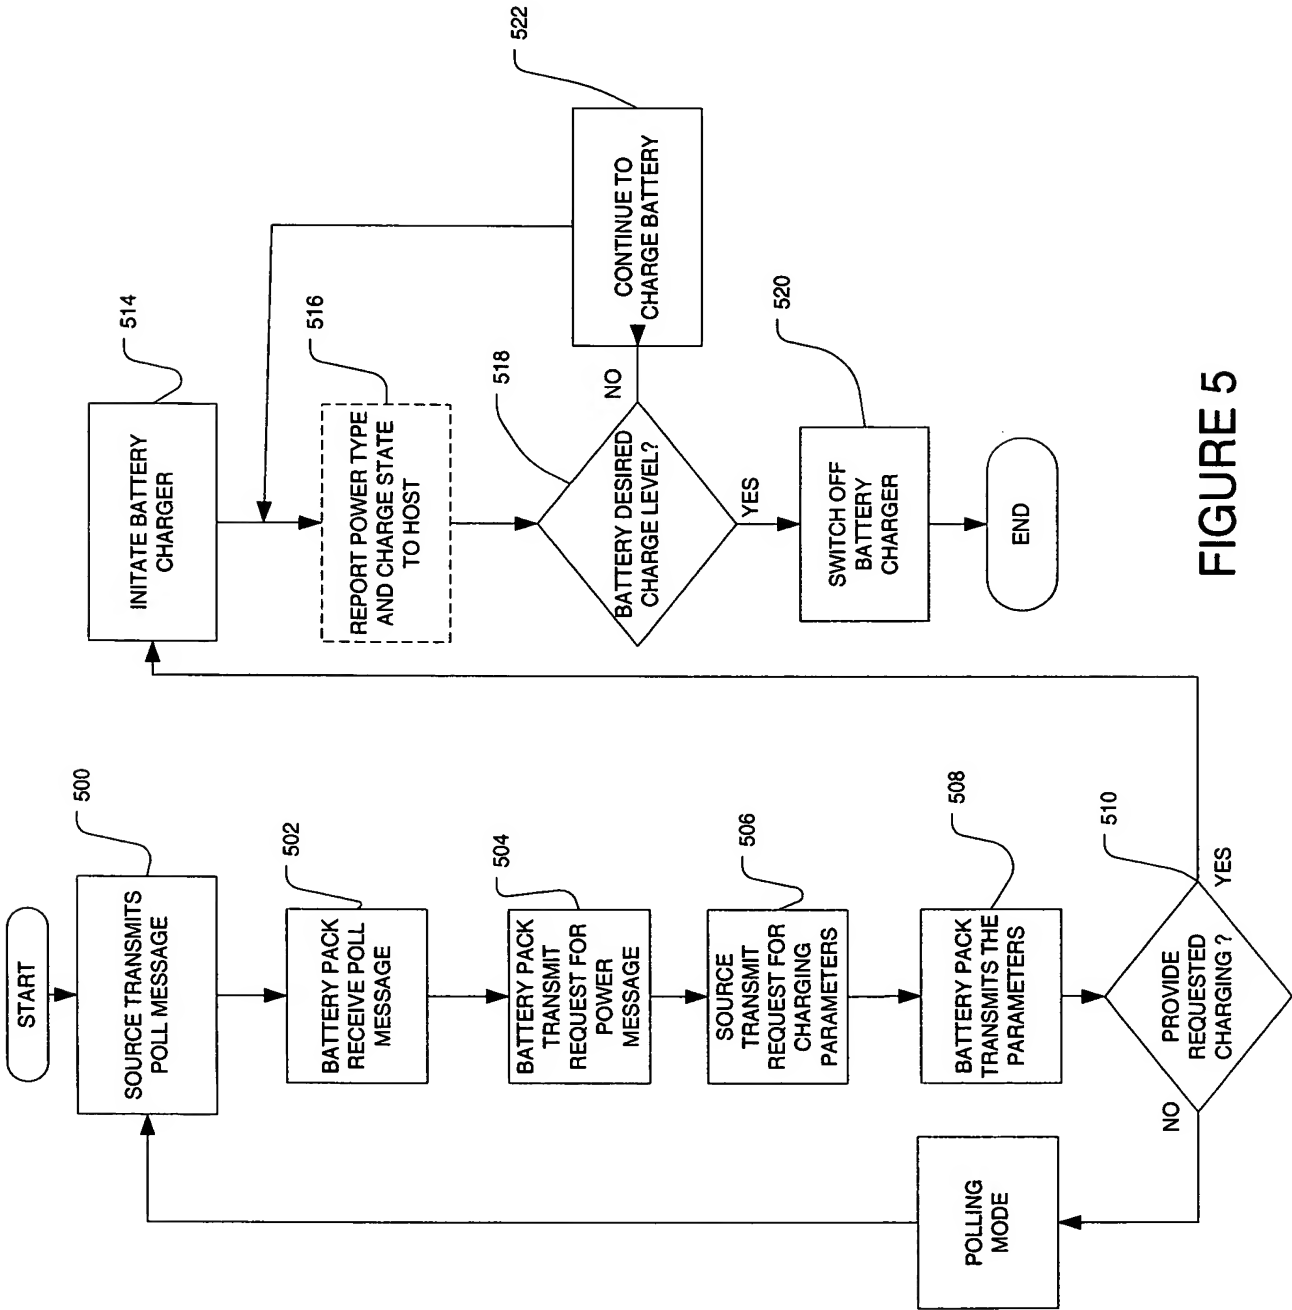 START
500
SOURCE TRANSMITS
POLL MESSAGE
502
BATTERY PACK
RECEIVE POLL
MESSAGE
504
BATTERY PACK
TRANSMIT
REQUEST FOR
POWER
MESSAGE
506
SOURCE
TRANSMIT
REQUEST FOR
CHARGING
PARAMETERS
508
BATTERY PACK
TRANSMITS THE
PARAMETERS
510
PROVIDE
REQUESTED
CHARGING ?
NO
YES
POLLING
MODE
514
INITATE BATTERY
CHARGER
516
REPORT POWER TYPE
AND CHARGE STATE
TO HOST
518
BATTERY DESIRED
CHARGE LEVEL?
NO
YES
522
CONTINUE TO
CHARGE BATTERY
520
SWITCH OFF
BATTERY
CHARGER
END
FIGURE 5